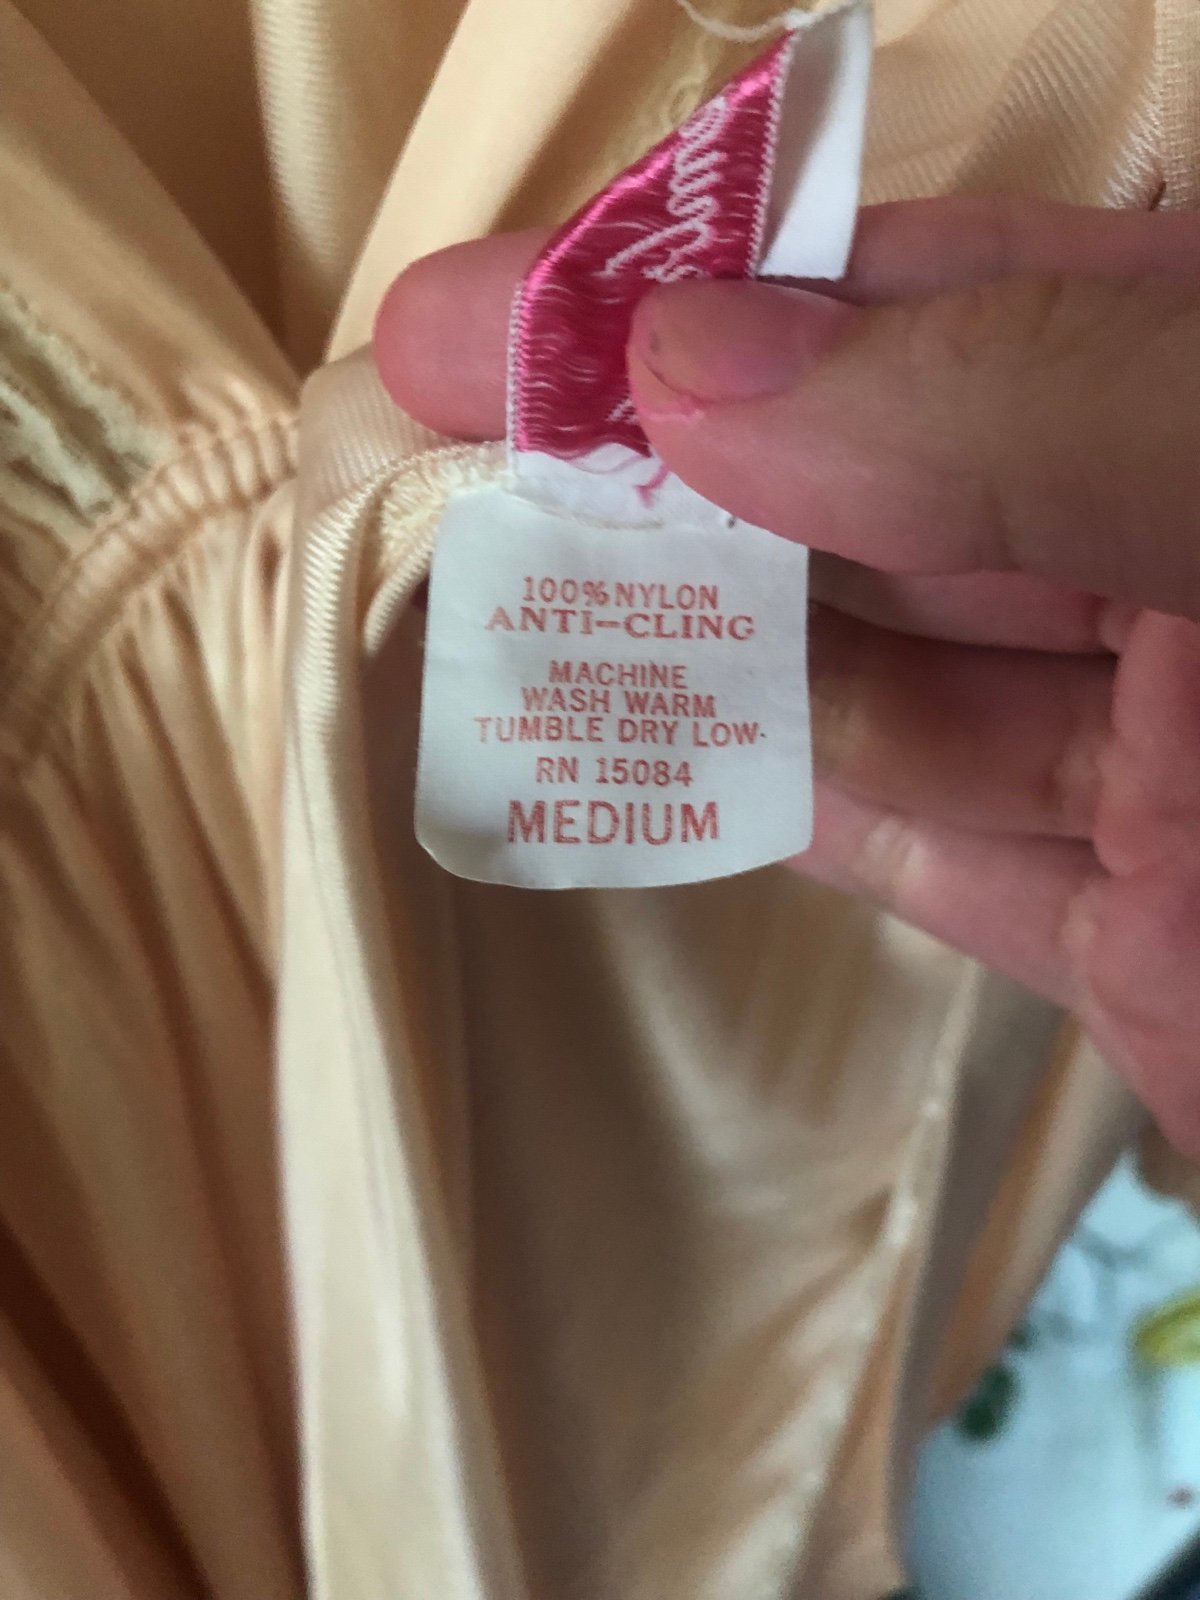 100% NYLON
ANTI-CLING
MACHINE
WASH WARM
TUMBLE DRY LOW.
RN 15084
MEDIUM